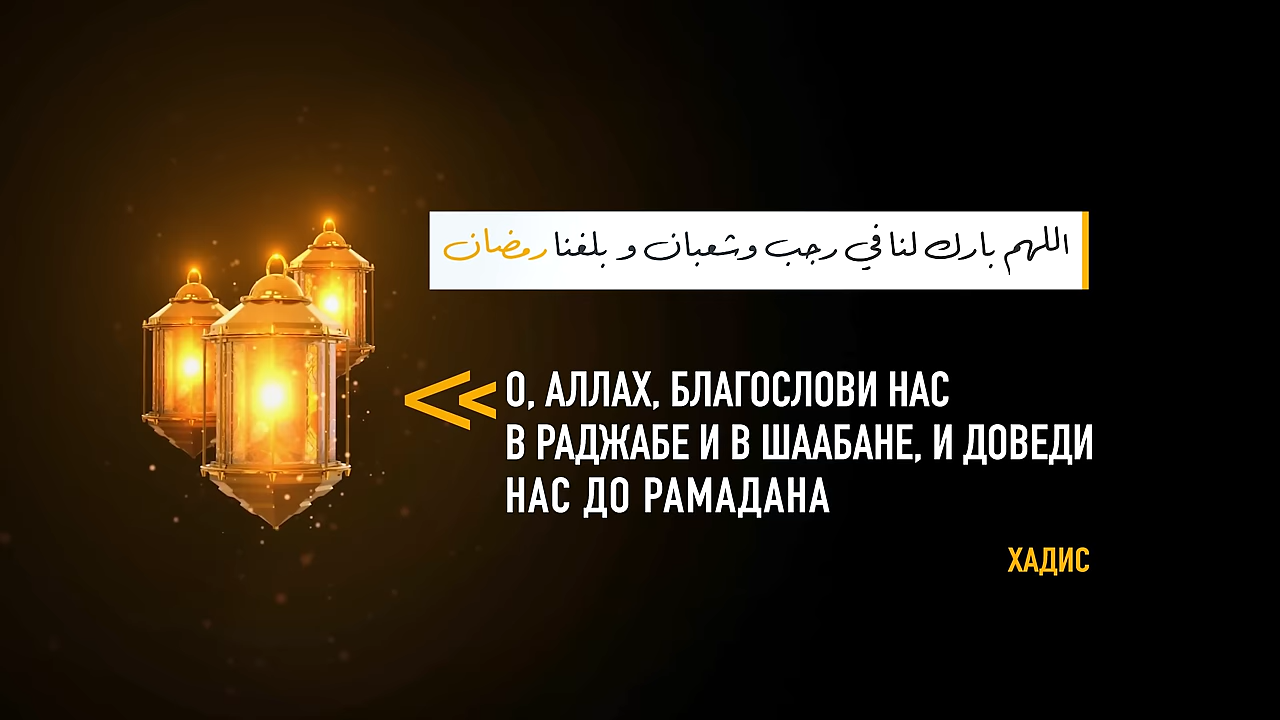 اللهم بارك لنا في رجب وشعبان و بلغنا رمضان
О, АЛЛАХ, БЛАГОСЛОВИ НАС
В РАДЖАБЕ И В ШААБАНЕ, И ДОВЕДИ
НАС ДО РАМАДАНА
ХАДИС